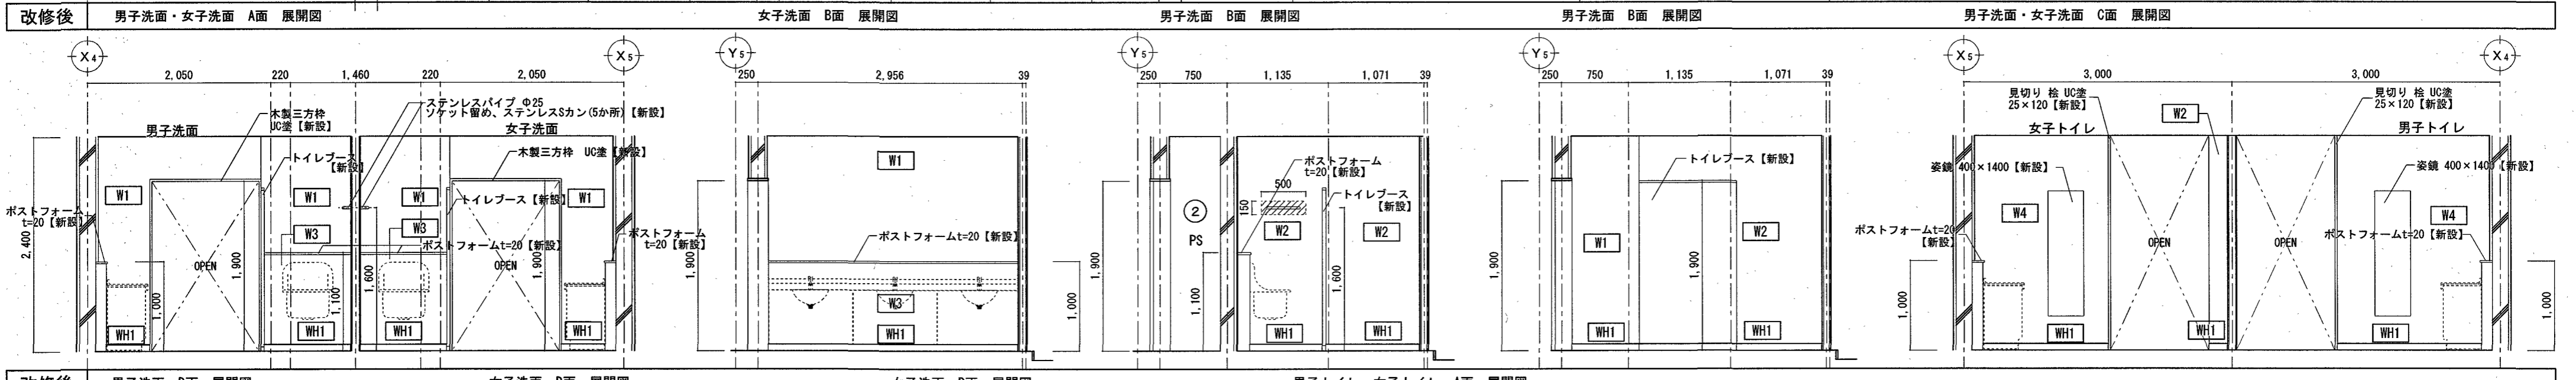 改修後 男子洗面・女子洗面 A面 展開図 女子洗面 B面 展開図 男子洗面 B面 展開図 男子洗面 B面 展開図 男子洗面・女子洗面 C面 展開図
X4 X5 Y5 Y5 Y5 X5 X4
2,050 220 1,460 220 2,050
250 2,956 39
250 750 1,135 1,071 39
250 750 1,135 1,071 39
3,000 3,000
男子洗面
木製三方枠
UC塗【新設】
ステンレスパイプ Φ25
ソケット留め、ステンレスSカン(5か所)【新設】
女子洗面
トイレブース
【新設】
木製三方枠 UC塗【新設】
W1
W1
W1
W1
トイレブース【新設】
ポストフォーム
t=20【新設】
W3
W3
ポストフォームt=20【新設】
ポストフォーム
t=20【新設】
2,400
OPEN
1,900
1,000
1,100
1,600
OPEN
1,900
WH1
WH1
WH1
WH1
W1
ポストフォームt=20【新設】
1,900
W3
WH1
1,000
ポストフォーム
t=20【新設】
500
150
トイレブース
【新設】
2
PS
W2
W2
1,900
1,100
1,600
WH1
WH1
トイレブース【新設】
W1
W2
1,900
1,900
WH1
WH1
見切り 桧 UC塗
25×120【新設】
W2
見切り 桧 UC塗
25×120【新設】
女子トイレ
男子トイレ
姿鏡 400×1400【新設】
姿鏡 400×1400【新設】
W4
W4
ポストフォームt=20
【新設】
OPEN
OPEN
ポストフォームt=20【新設】
1,000
1,000
WH1
WH1
WH1